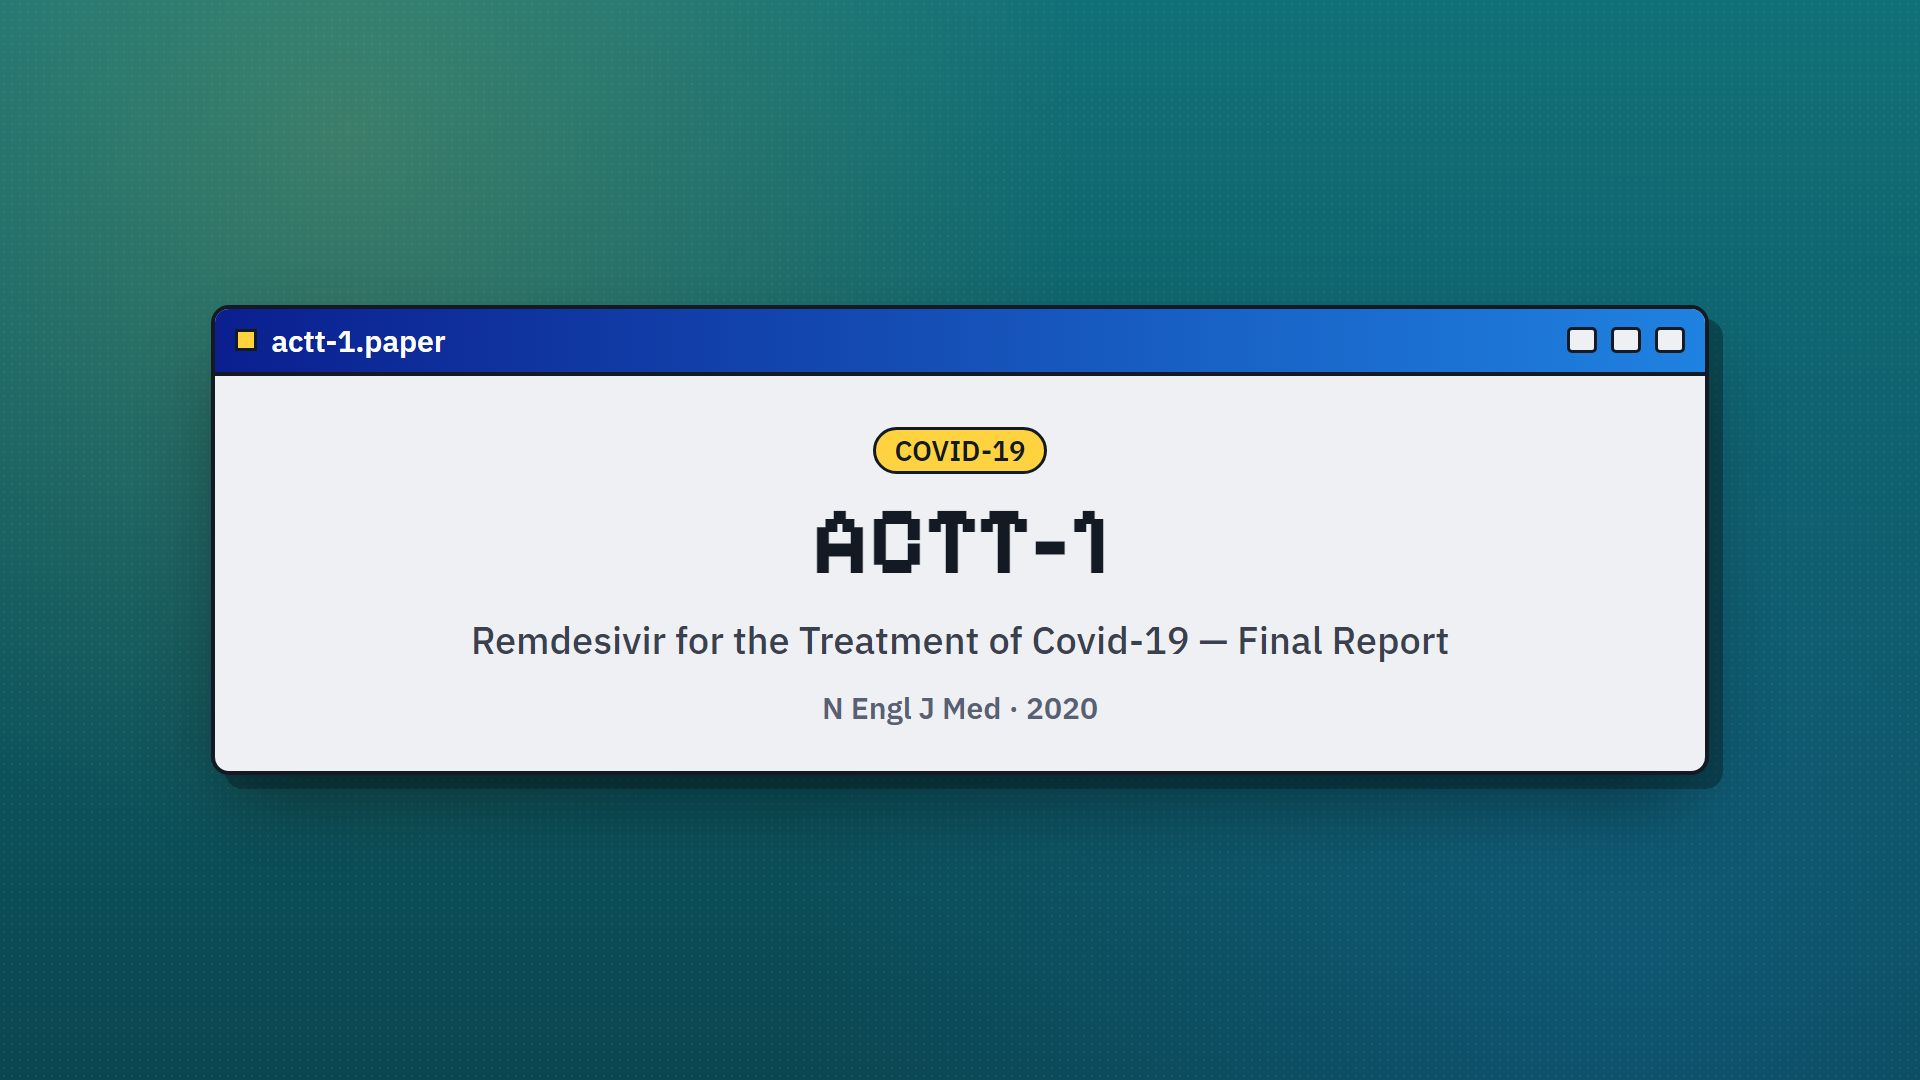 actt-1.paper
COVID-19
ACTT-1
Remdesivir for the Treatment of Covid-19 — Final Report
N Engl J Med · 2020